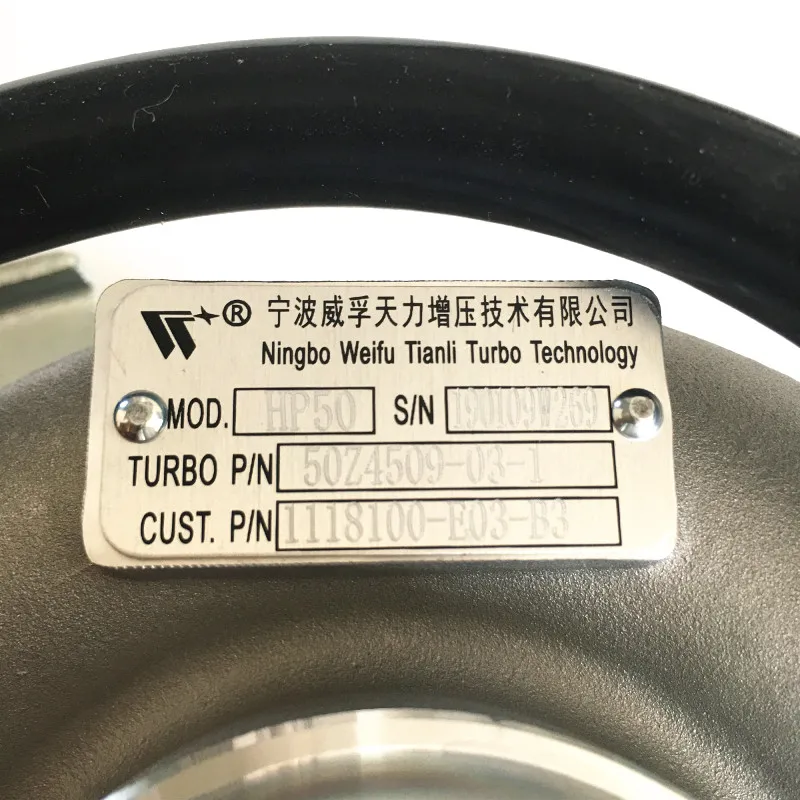 ® 宁波威孚天力增压技术有限公司
Ningbo Weifu Tianli Turbo Technology
MOD. HP50 S/N 190109W269
TURBO P/N 50Z4509-03-1
CUST. P/N 1118100-E03-B3